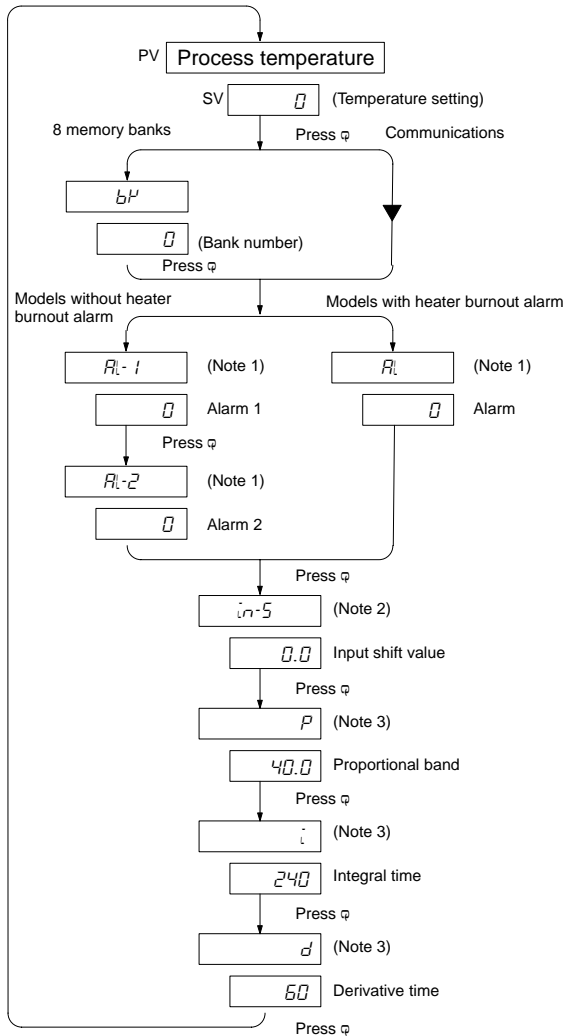 PV Process temperature
SV 0 (Temperature setting)
8 memory banks Press Communications
bP
0 (Bank number)
Press
Models without heater
burnout alarm
Models with heater burnout alarm
AL-1 (Note 1) AL (Note 1)
0 Alarm 1 0 Alarm
Press
AL-2 (Note 1)
0 Alarm 2
Press
in-S (Note 2)
0.0 Input shift value
Press
P (Note 3)
40.0 Proportional band
Press
i (Note 3)
240 Integral time
Press
d (Note 3)
60 Derivative time
Press